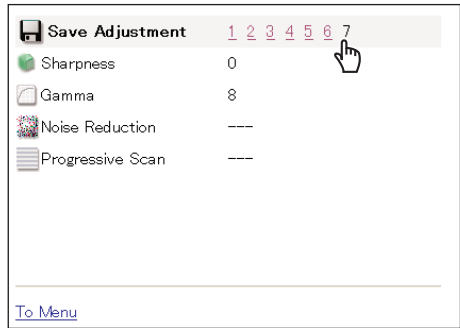 Save Adjustment 1 2 3 4 5 6 7
Sharpness 0
Gamma 8
Noise Reduction ---
Progressive Scan ---
To Menu